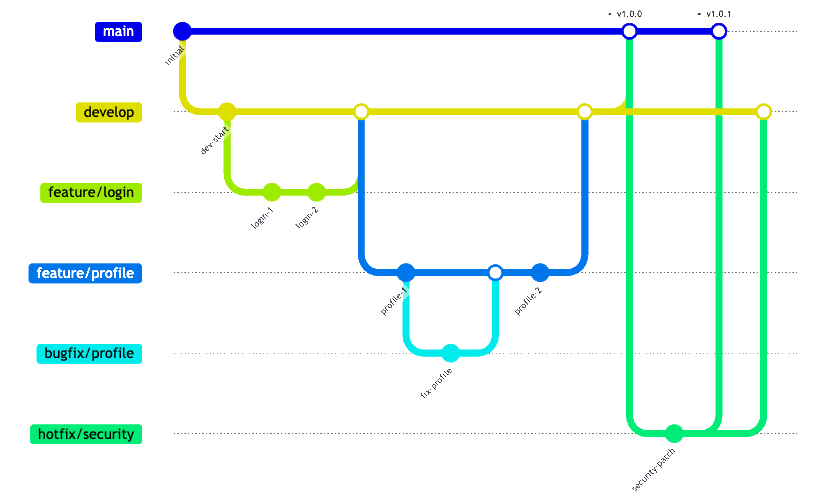 v1.0.0
v1.0.1
main
initial
develop
dev-start
feature/login
login-1
login-2
feature/profile
profile-1
profile-2
bugfix/profile
fix-profile
hotfix/security
security-patch